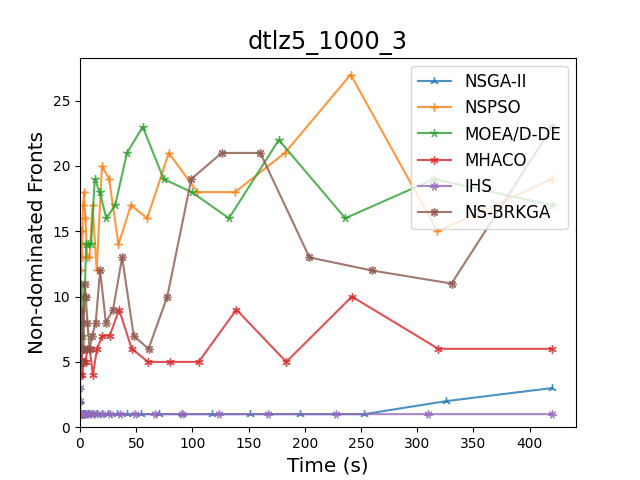 dtlz5_1000_3
Non-dominated Fronts
25
20
15
10
5
0
0 50 100 150 200 250 300 350 400
Time (s)
NSGA-II
NSPSO
MOEA/D-DE
MHACO
IHS
NS-BRKGA